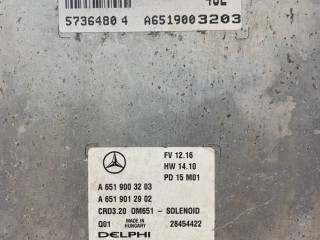 5736480 4 A6519003203
FV 12.16
HW 14.10
PD 15 M01
A 651 900 32 03
A 651 901 29 02
CRD3.20 OM651 - SOLENOID
Q01 MADE IN HUNGARY 28454422
DELPHI